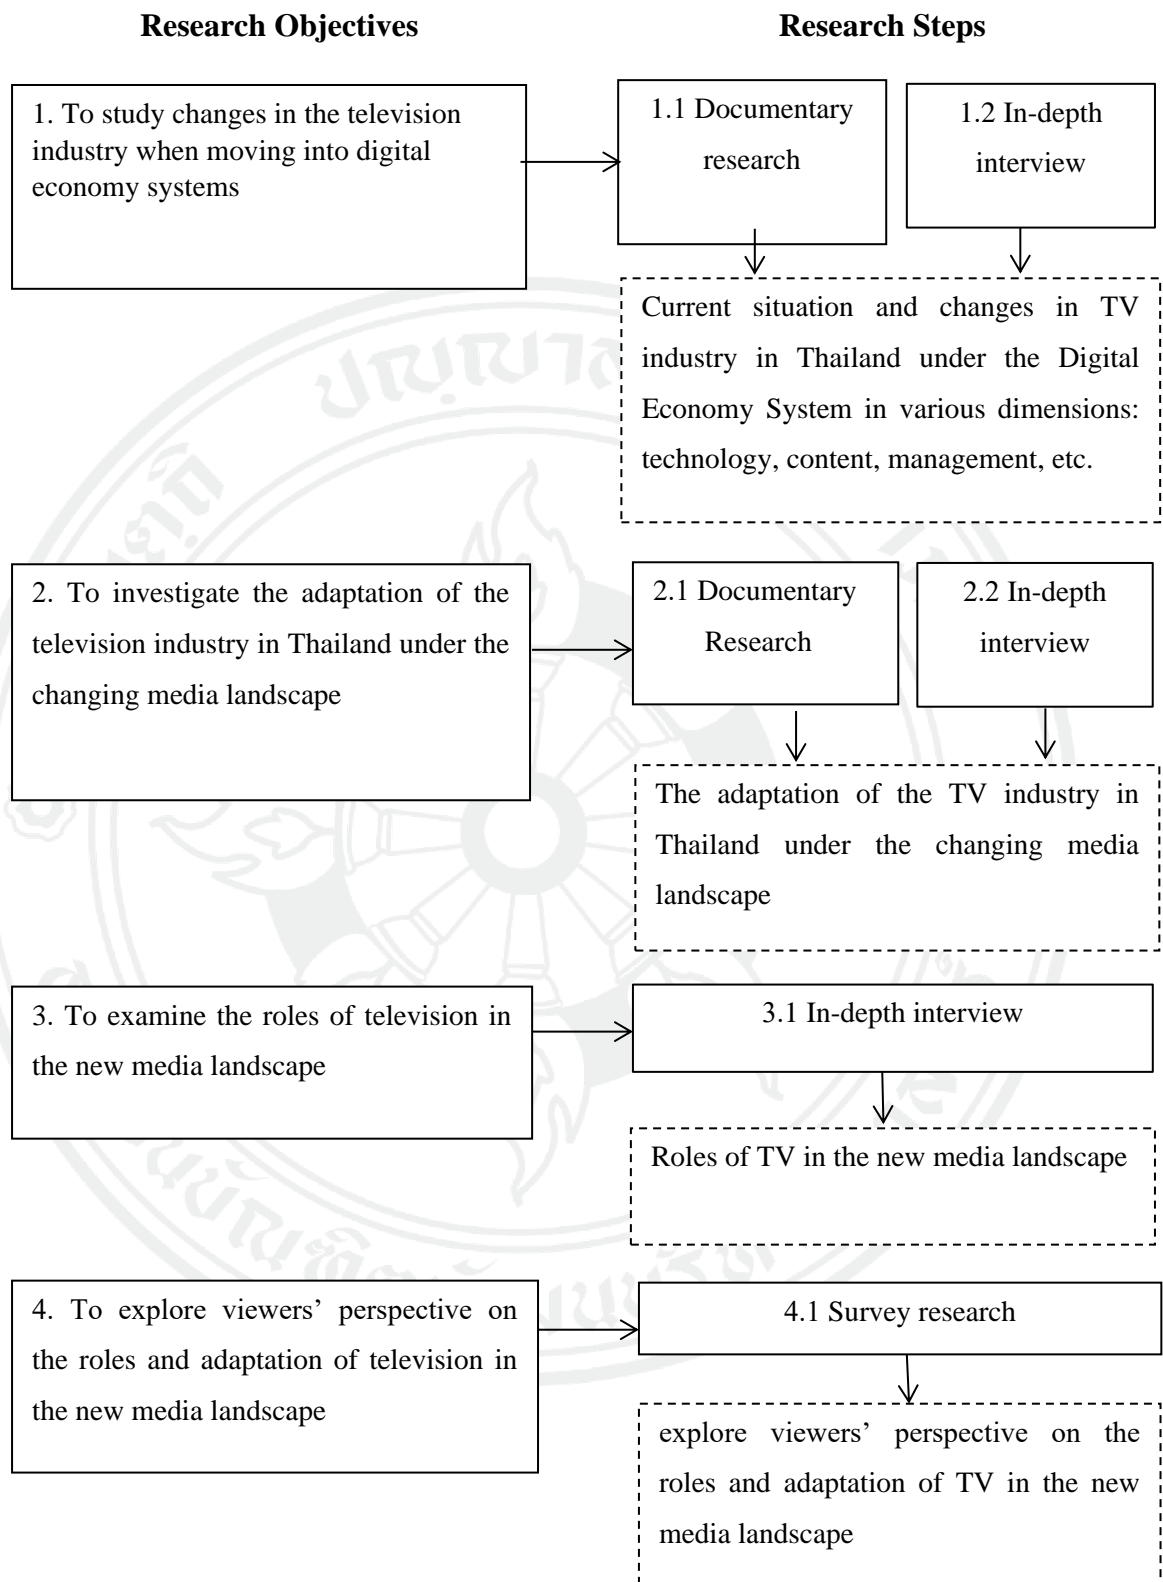 Research Objectives
Research Steps
1. To study changes in the television
industry when moving into digital
economy systems
1.1 Documentary
research
1.2 In-depth
interview
Current situation and changes in TV
industry in Thailand under the Digital
Economy System in various dimensions:
technology, content, management, etc.
2. To investigate the adaptation of the
television industry in Thailand under the
changing media landscape
2.1 Documentary
Research
2.2 In-depth
interview
The adaptation of the TV industry in
Thailand under the changing media
landscape
3. To examine the roles of television in
the new media landscape
3.1 In-depth interview
Roles of TV in the new media landscape
4. To explore viewers’ perspective on
the roles and adaptation of television in
the new media landscape
4.1 Survey research
explore viewers’ perspective on the
roles and adaptation of TV in the new
media landscape